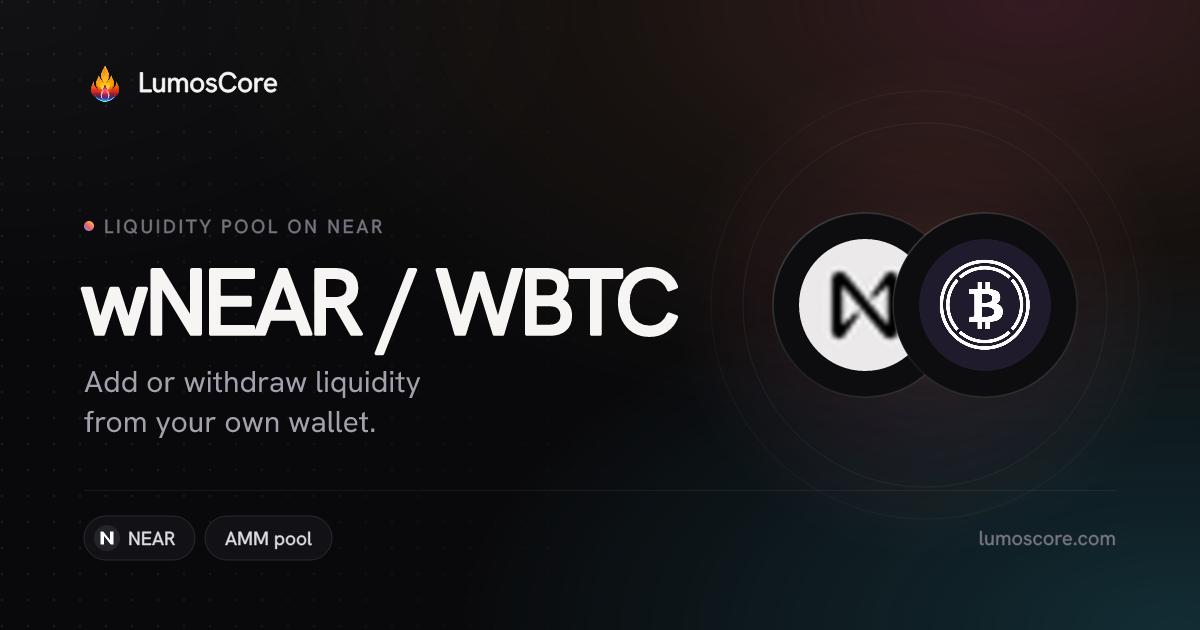 LumosCore
LIQUIDITY POOL ON NEAR
wNEAR / WBTC
Add or withdraw liquidity
from your own wallet.
NEAR
AMM pool
lumoscore.com